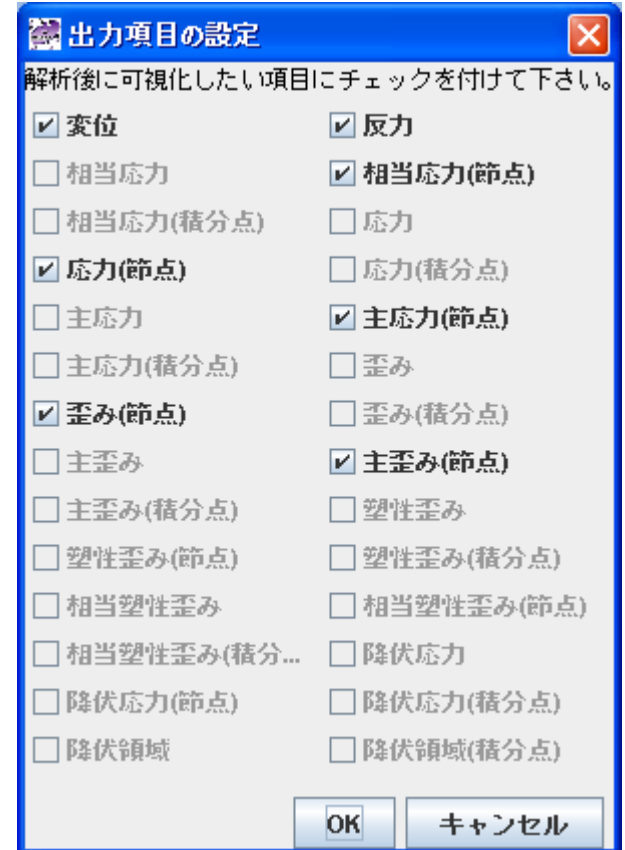 出力項目の設定
解析後に可視化したい項目にチェックを付けて下さい。
変位 反力
相当応力 相当応力(節点)
相当応力(積分点) 応力
応力(節点) 応力(積分点)
主応力 主応力(節点)
主応力(積分点) 歪み
歪み(節点) 歪み(積分点)
主歪み 主歪み(節点)
主歪み(積分点) 塑性歪み
塑性歪み(節点) 塑性歪み(積分点)
相当塑性歪み 相当塑性歪み(節点)
相当塑性歪み(積分... 降伏応力
降伏応力(節点) 降伏応力(積分点)
降伏領域 降伏領域(積分点)
OK キャンセル